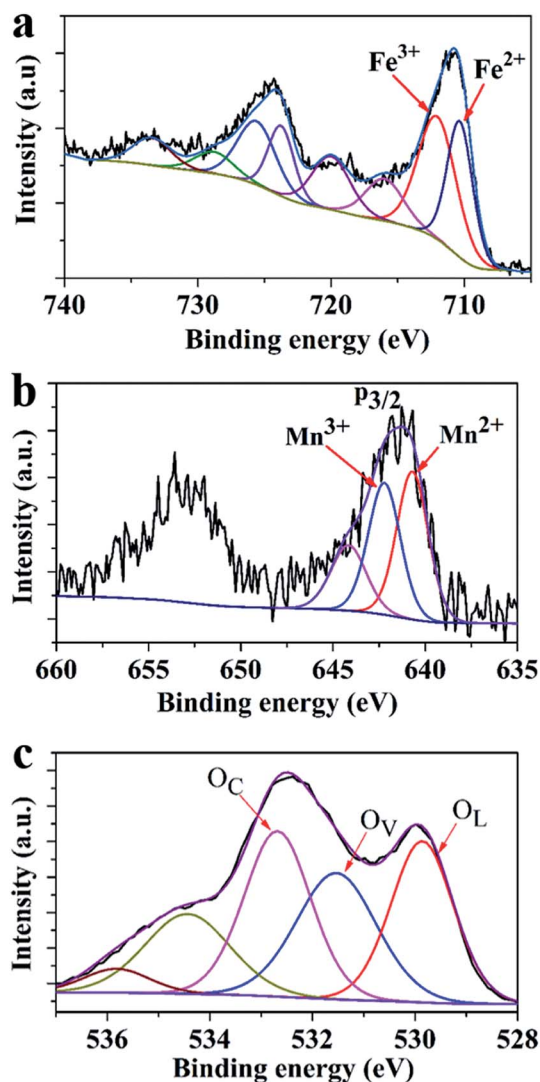 a
Intensity (a.u)
Fe3+
Fe2+
740 730 720 710
Binding energy (eV)
b
Intensity (a.u.)
p3/2
Mn3+
Mn2+
660 655 650 645 640 635
Binding energy (eV)
c
Intensity (a.u.)
OC
OV
OL
536 534 532 530 528
Binding energy (eV)